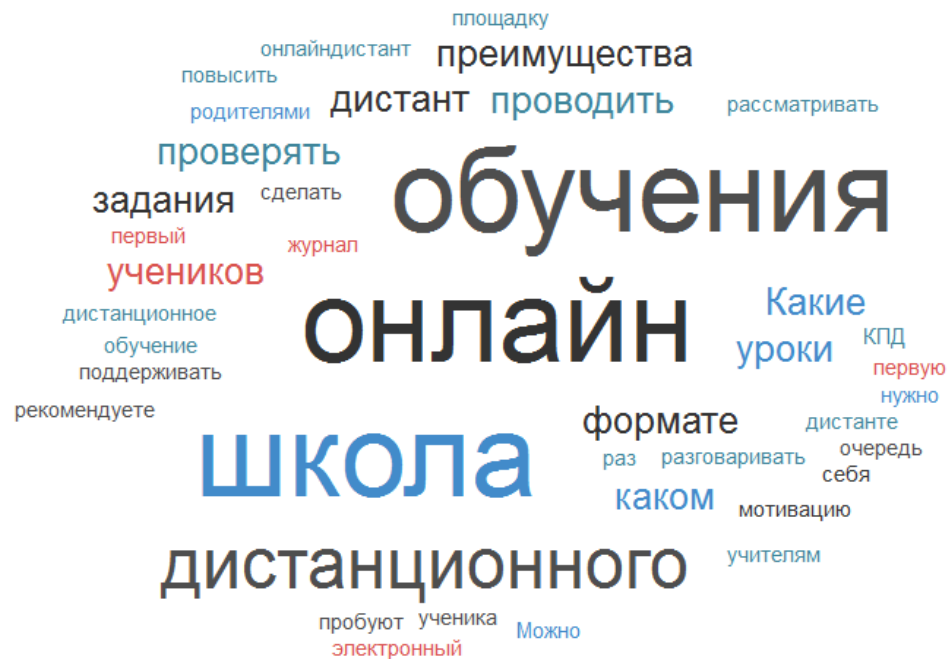 площадку
онлайндистант преимущества
повысить
родителями дистант проводить рассматривать
проверять
задания сделать обучения
первый журнал
учеников
дистанционное онлайн Какие
обучение уроки КПД
поддерживать первую
нужно
рекомендуете формате дистанте
школа раз разговаривать очередь
себя
каком мотивацию
дистанционного учителям
пробуют ученика Можно
электронный